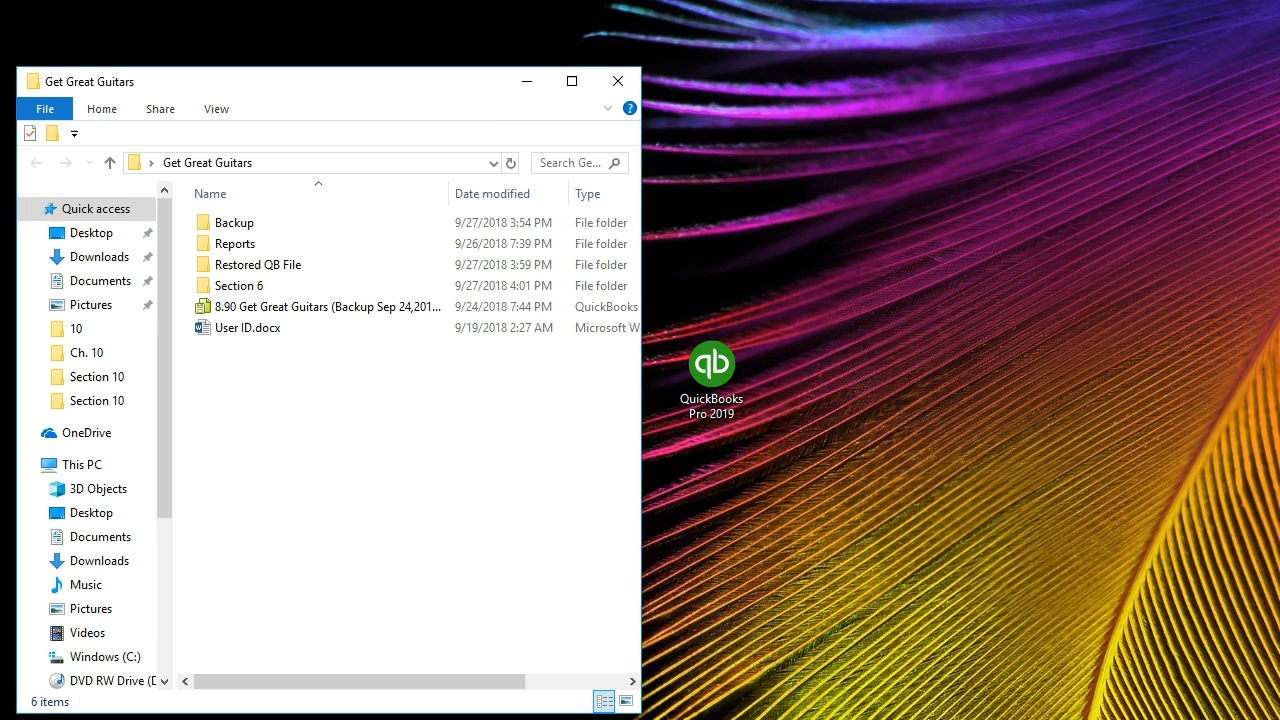 Get Great Guitars
File Home Share View
Get Great Guitars Search Ge...
Name Date modified Type
Quick access
Desktop
Downloads
Documents
Pictures
10
Ch. 10
Section 10
Section 10
OneDrive
This PC
3D Objects
Desktop
Documents
Downloads
Music
Pictures
Videos
Windows (C:)
DVD RW Drive (D
Backup 9/27/2018 3:54 PM File folder
Reports 9/26/2018 7:39 PM File folder
Restored QB File 9/27/2018 3:59 PM File folder
Section 6 9/27/2018 4:01 PM File folder
8.90 Get Great Guitars (Backup Sep 24,201... 9/24/2018 7:44 PM QuickBooks
User ID.docx 9/19/2018 2:27 AM Microsoft W
6 items
qb
QuickBooks
Pro 2019